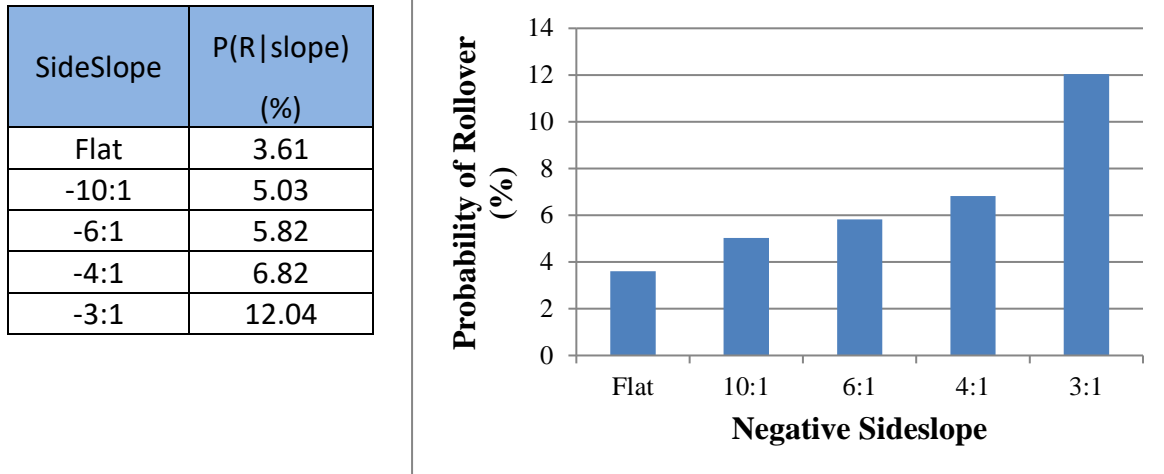 SideSlope P(R|slope)
(%)
Flat 3.61
-10:1 5.03
-6:1 5.82
-4:1 6.82
-3:1 12.04
Probability of Rollover
(%)
14
12
10
8
6
4
2
0
Flat 10:1 6:1 4:1 3:1
Negative Sideslope